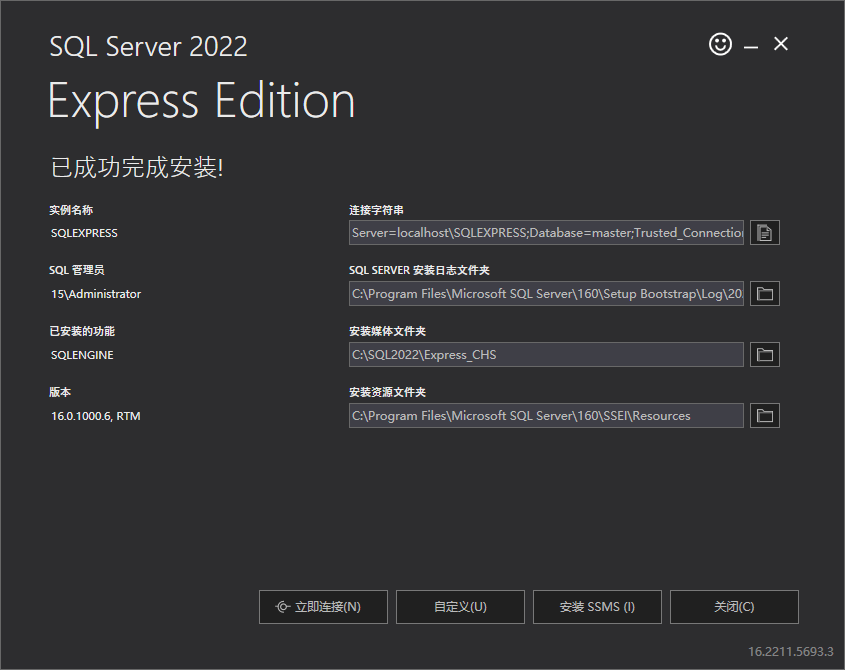 SQL Server 2022
Express Edition
已成功完成安装!
实例名称
SQLEXPRESS
连接字符串
Server=localhost\SQLEXPRESS;Database=master;Trusted_Connection
SQL 管理员
15\Administrator
SQL SERVER 安装日志文件夹
C:\Program Files\Microsoft SQL Server\160\Setup Bootstrap\Log\20
已安装的功能
SQLENGINE
安装媒体文件夹
C:\SQL2022\Express_CHS
版本
16.0.1000.6, RTM
安装资源文件夹
C:\Program Files\Microsoft SQL Server\160\SSEI\Resources
立即连接(N)
自定义(U)
安装 SSMS (I)
关闭(C)
16.2211.5693.3